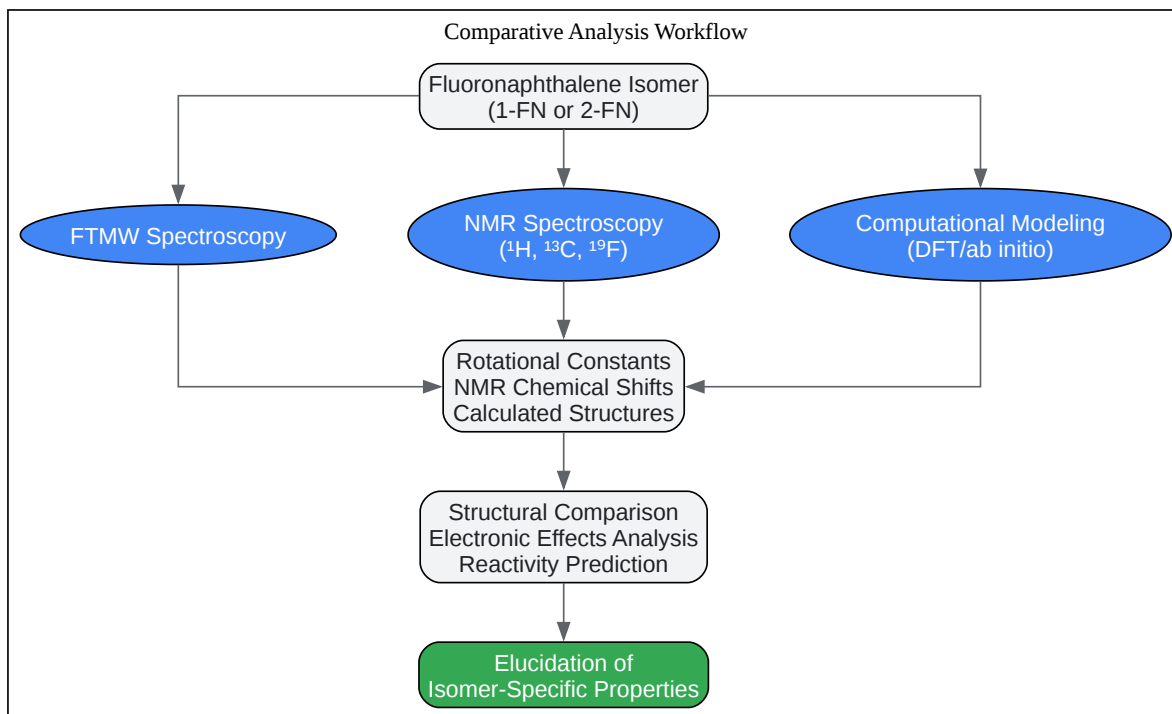 Comparative Analysis Workflow
Fluoronaphthalene Isomer
(1-FN or 2-FN)
FTMW Spectroscopy
NMR Spectroscopy
(¹H, ¹³C, ¹⁹F)
Computational Modeling
(DFT/ab initio)
Rotational Constants
NMR Chemical Shifts
Calculated Structures
Structural Comparison
Electronic Effects Analysis
Reactivity Prediction
Elucidation of
Isomer-Specific Properties